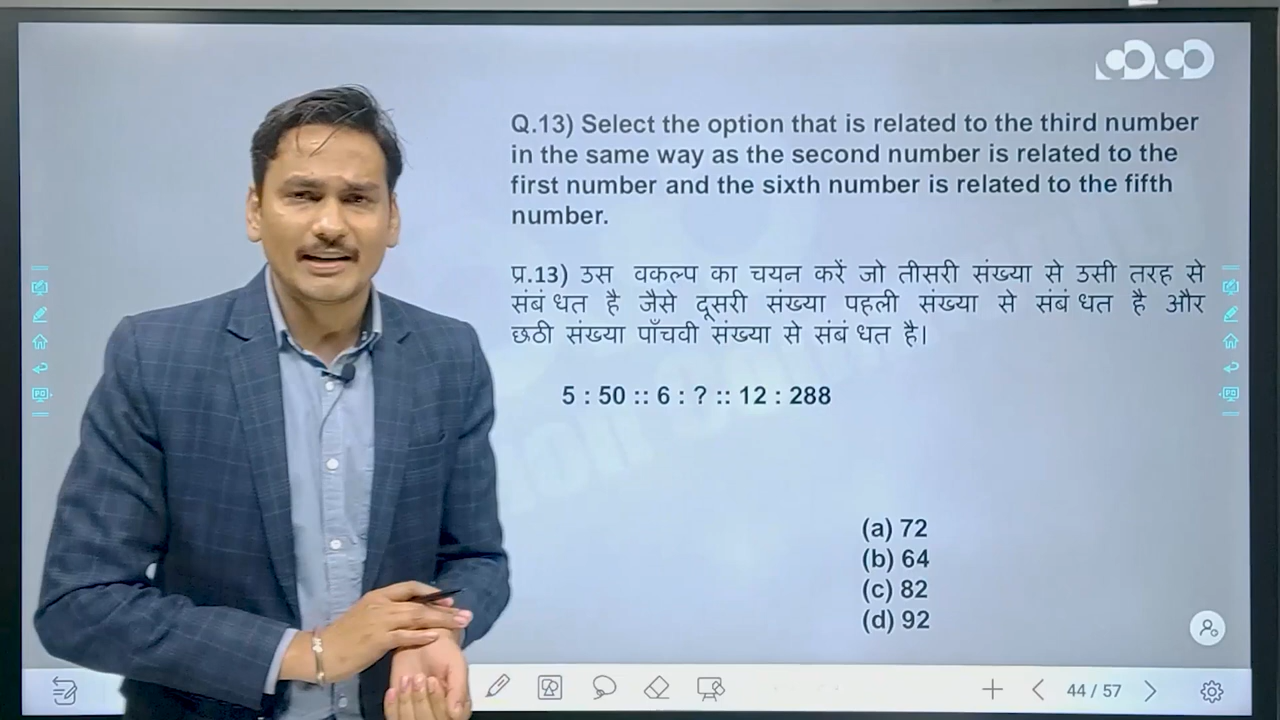 Q.13) Select the option that is related to the third number
in the same way as the second number is related to the
first number and the sixth number is related to the fifth
number.
प्र.13) उस वकल्प का चयन करें जो तीसरी संख्या से उसी तरह से
संबं धत है जैसे दूसरी संख्या पहली संख्या से संबं धत है और
छठी संख्या पाँचवी संख्या से संबं धत है।
5 : 50 :: 6 : ? :: 12 : 288
(a) 72
(b) 64
(c) 82
(d) 92
44 / 57